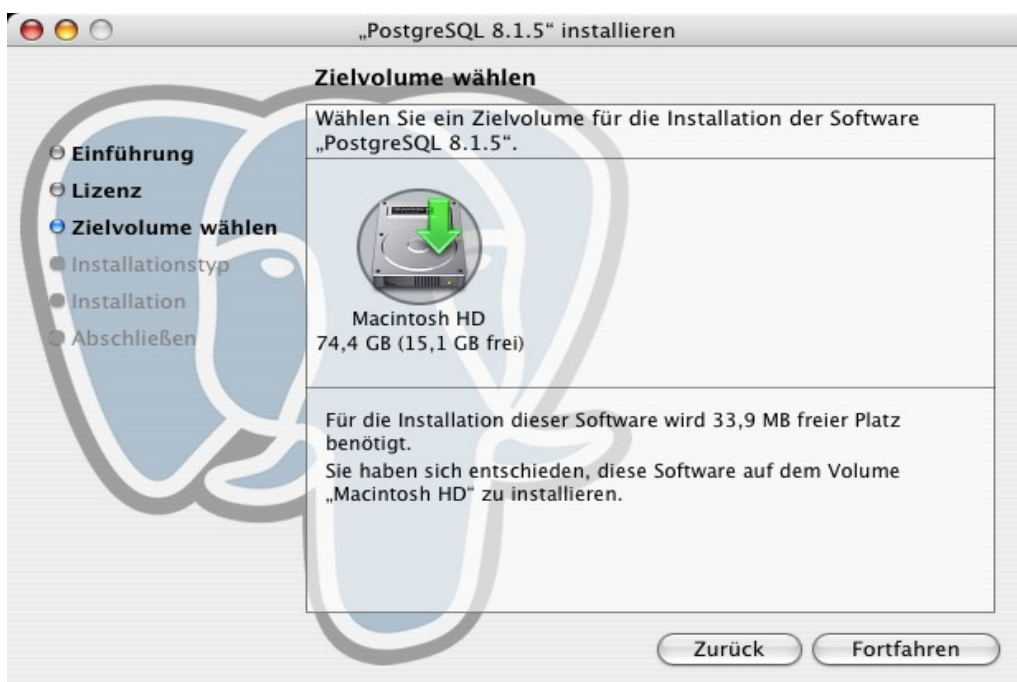 „PostgreSQL 8.1.5“ installieren
Zielvolume wählen
Einführung
Lizenz
Zielvolume wählen
Installationstyp
Installation
Abschließen
Wählen Sie ein Zielvolume für die Installation der Software
„PostgreSQL 8.1.5“.
Macintosh HD
74,4 GB (15,1 GB frei)
Für die Installation dieser Software wird 33,9 MB freier Platz
benötigt.
Sie haben sich entschieden, diese Software auf dem Volume
„Macintosh HD“ zu installieren.
Zurück
Fortfahren